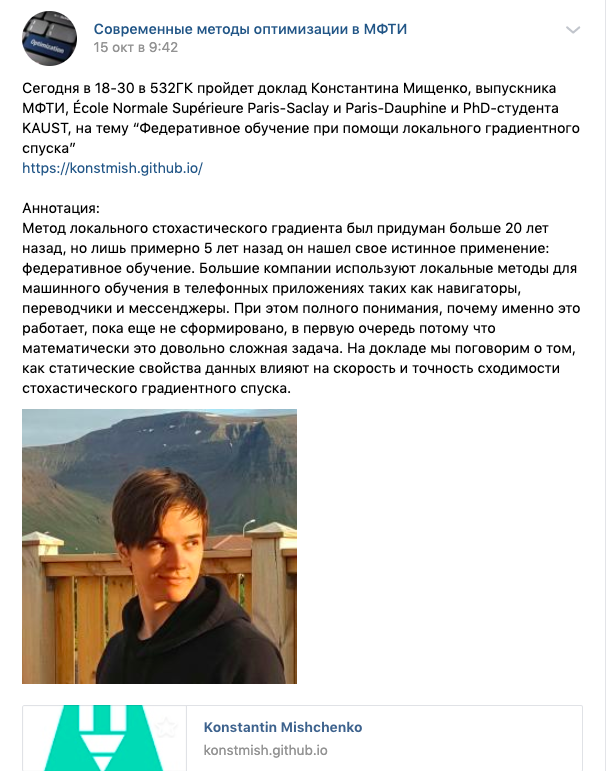 Современные методы оптимизации в МФТИ
15 окт в 9:42
Optimization
Сегодня в 18-30 в 532ГК пройдет доклад Константина Мищенко, выпускника
МФТИ, École Normale Supérieure Paris-Saclay и Paris-Dauphine и PhD-студента
KAUST, на тему “Федеративное обучение при помощи локального градиентного
спуска”
https://konstmish.github.io/
Аннотация:
Метод локального стохастического градиента был придуман больше 20 лет
назад, но лишь примерно 5 лет назад он нашел свое истинное применение:
федеративное обучение. Большие компании используют локальные методы для
машинного обучения в телефонных приложениях таких как навигаторы,
переводчики и мессенджеры. При этом полного понимания, почему именно это
работает, пока еще не сформировано, в первую очередь потому что
математически это довольно сложная задача. На докладе мы поговорим о том,
как статические свойства данных влияют на скорость и точность сходимости
стохастического градиентного спуска.
Konstantin Mishchenko
konstmish.github.io